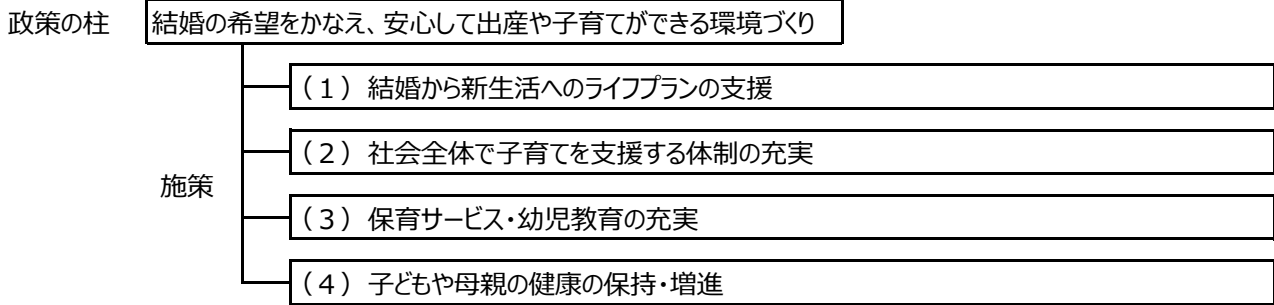 政策の柱 結婚の希望をかなえ、安心して出産や子育てができる環境づくり
（１）結婚から新生活へのライフプランの支援
（２）社会全体で子育てを支援する体制の充実
施策
（３）保育サービス・幼児教育の充実
（４）子どもや母親の健康の保持・増進